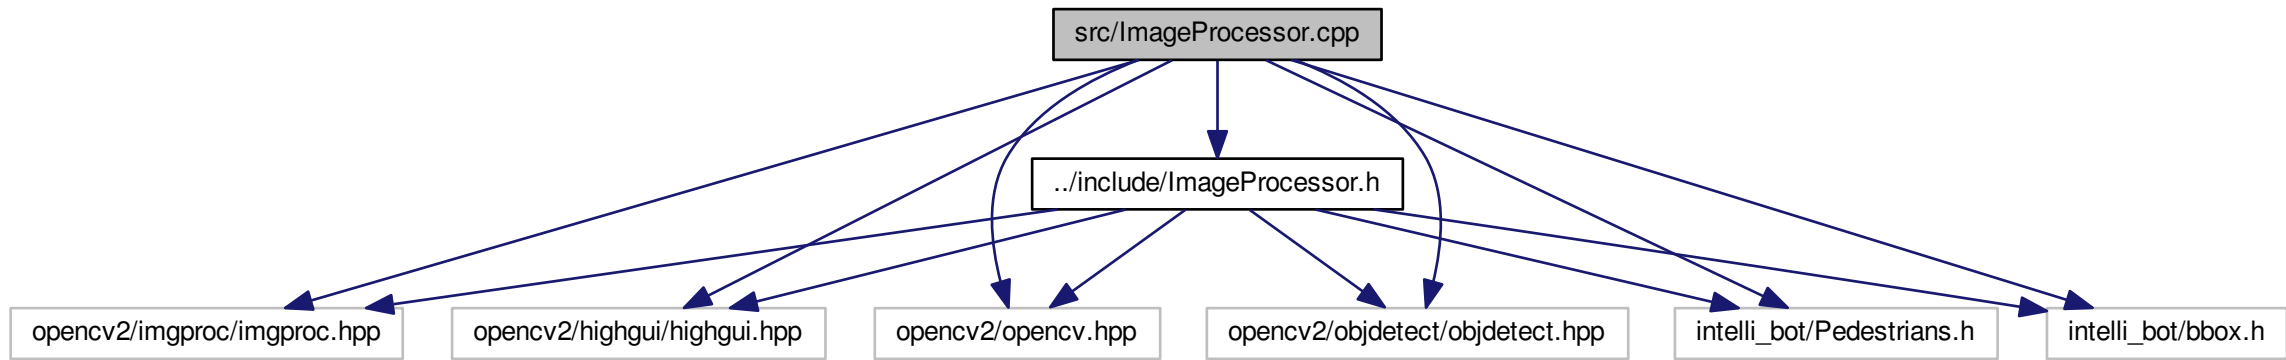 src/ImageProcessor.cpp
../include/ImageProcessor.h
opencv2/imgproc/imgproc.hpp
opencv2/highgui/highgui.hpp
opencv2/opencv.hpp
opencv2/objdetect/objdetect.hpp
intelli_bot/Pedestrians.h
intelli_bot/bbox.h